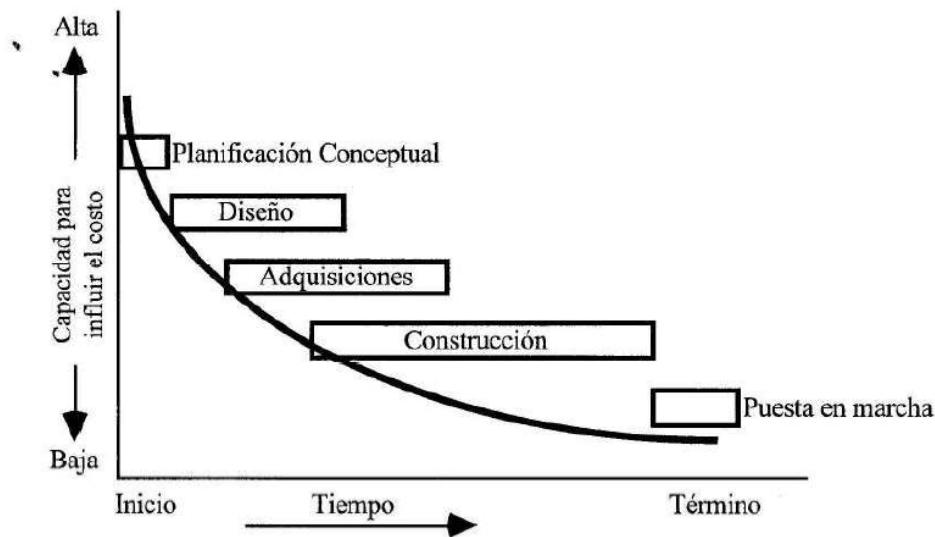 Alta
Planificación Conceptual
Diseño
Capacidad para
influir el costo
Adquisiciones
Construcción
Puesta en marcha
Baja
Inicio
Tiempo
Término